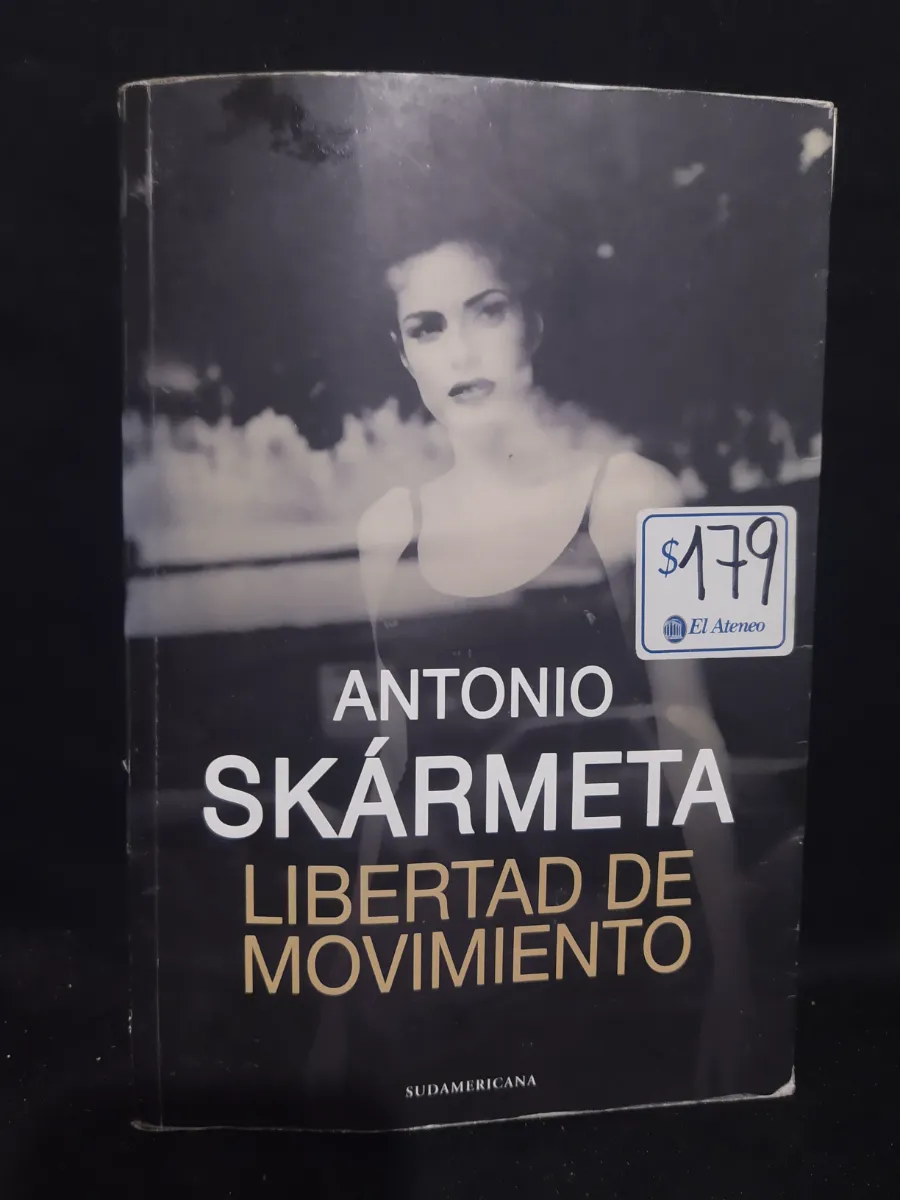 $179
El Ateneo
ANTONIO
SKÁRMETA
LIBERTAD DE
MOVIMIENTO
SUDAMERICANA